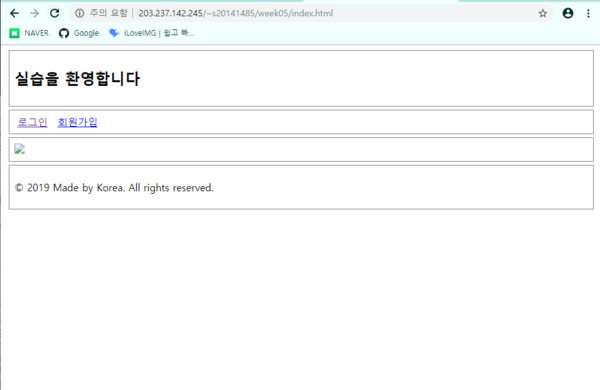 주의 요함 | 203.237.142.245/~s20141485/week05/index.html
N NAVER Google iLoveIMG | 쉽고 빠...
실습을 환영합니다
로그인 회원가입
© 2019 Made by Korea. All rights reserved.